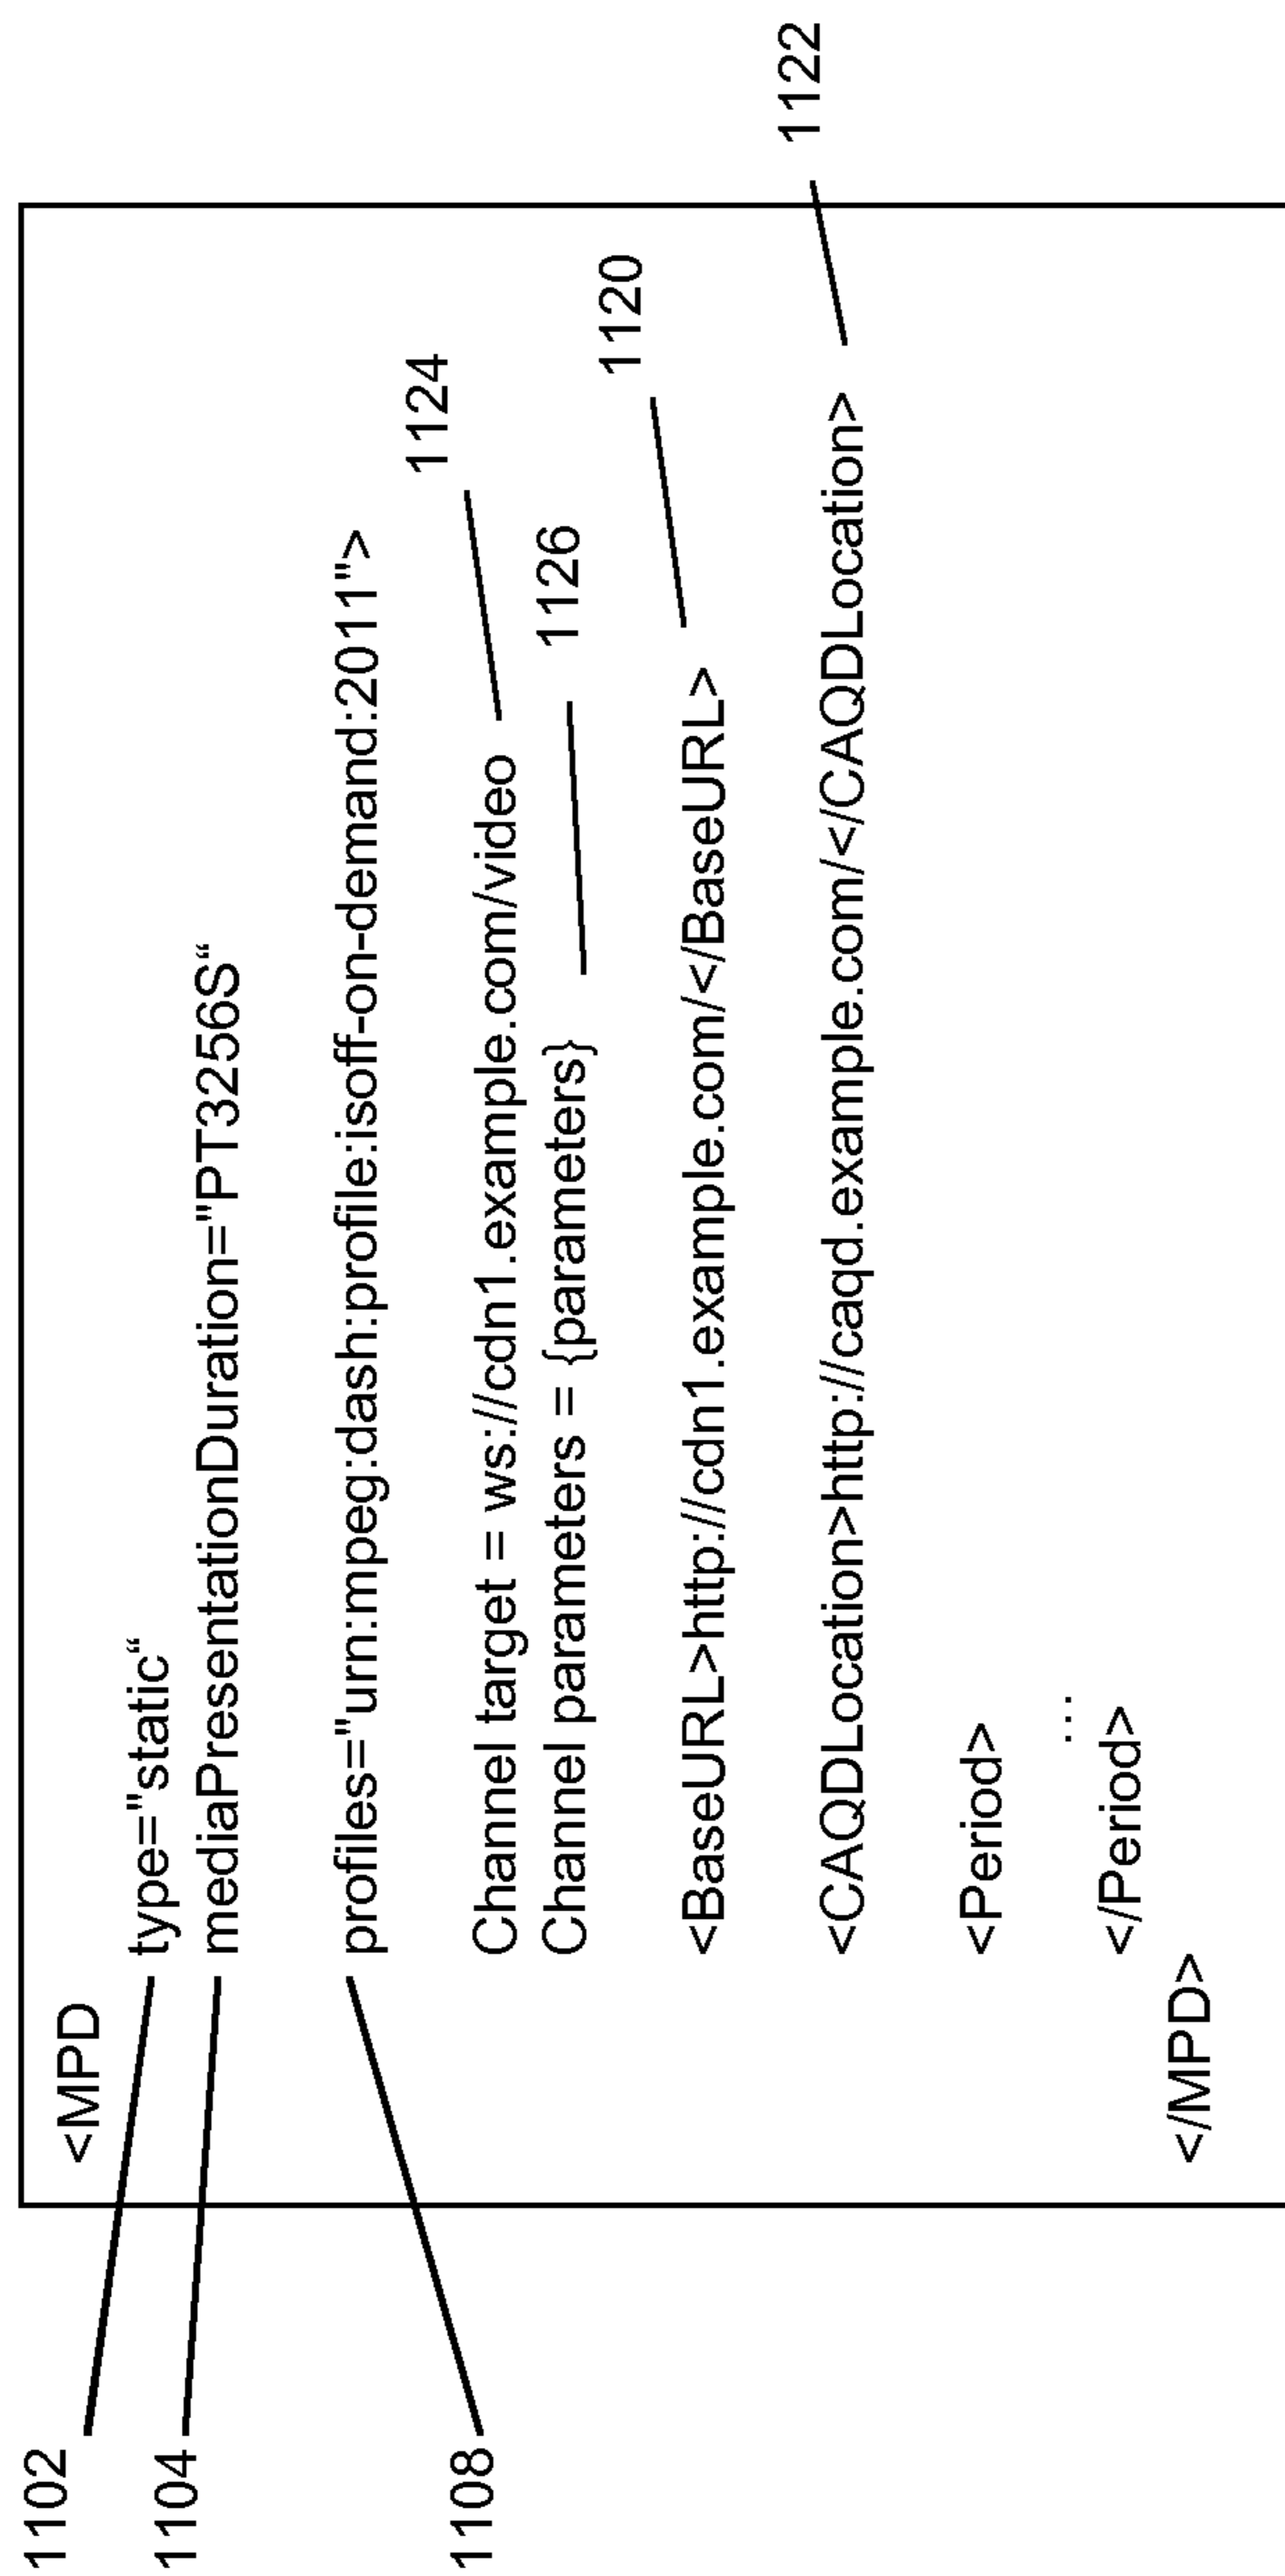 <MPD
1102
type="static“
1104
mediaPresentationDuration="PT3256S“
1108
profiles="urn:mpeg:dash:profile:isoff-on-demand:2011">
Channel target = ws://cdn1.example.com/video
1124
Channel parameters = {parameters}
1126
<BaseURL>http://cdn1.example.com/</BaseURL>
1120
<CAQDLocation>http://caqd.example.com/</CAQDLocation>
1122
<Period>
...
</Period>
</MPD>